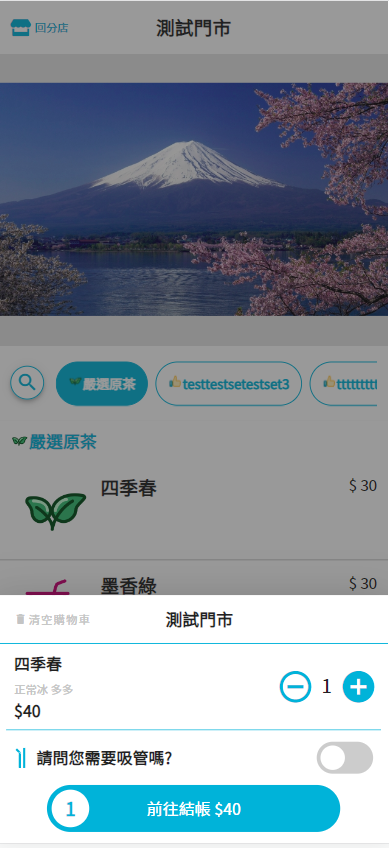 回分店
測試門市
嚴選原茶
testtestsetestset3
嚴選原茶
四季春
$ 30
墨香綠
$ 30
清空購物車
測試門市
四季春
正常冰 多多
$40
1
請問您需要吸管嗎?
1
前往結帳 $40